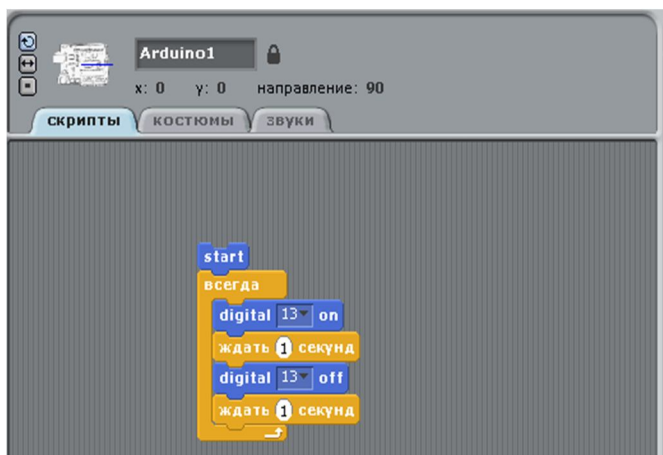 Arduino1
x: 0 y: 0 направление: 90
скрипты костюмы звуки
start
всегда
digital 13 on
ждать 1 секунд
digital 13 off
ждать 1 секунд